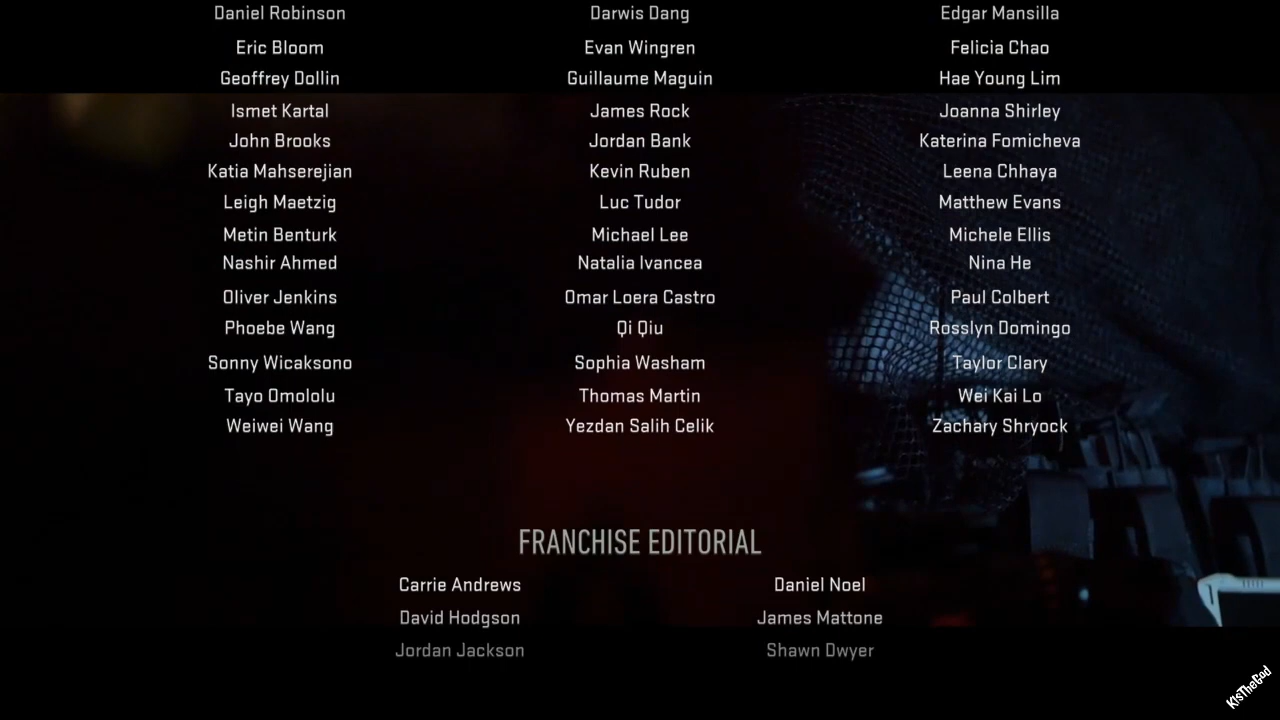 Daniel Robinson Darwis Dang Edgar Mansilla
Eric Bloom Evan Wingren Felicia Chao
Geoffrey Dollin Guillaume Maguin Hae Young Lim
Ismet Kartal James Rock Joanna Shirley
John Brooks Jordan Bank Katerina Fomicheva
Katia Mahserejian Kevin Ruben Leena Chhaya
Leigh Maetzig Luc Tudor Matthew Evans
Metin Benturk Michael Lee Michele Ellis
Nashir Ahmed Natalia Ivancea Nina He
Oliver Jenkins Omar Loera Castro Paul Colbert
Phoebe Wang Qi Qiu Rosslyn Domingo
Sonny Wicaksono Sophia Washam Taylor Clary
Tayo Omololu Thomas Martin Wei Kai Lo
Weiwei Wang Yezdan Salih Celik Zachary Shryock
FRANCHISE EDITORIAL
Carrie Andrews Daniel Noel
David Hodgson James Mattone
Jordan Jackson Shawn Dwyer
KIsTheGod